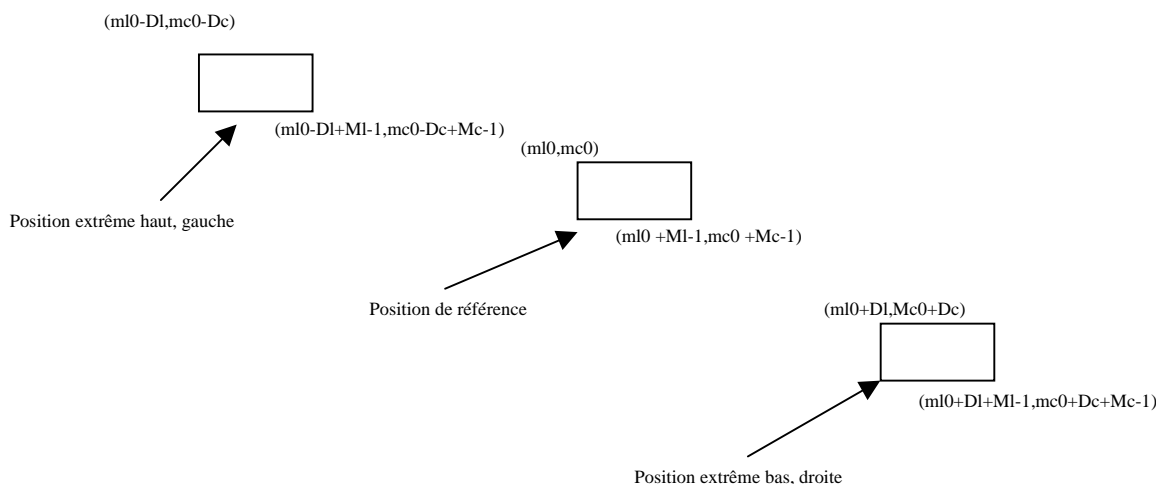 (ml0-Dl,mc0-Dc)
(ml0-Dl+Ml-1,mc0-Dc+Mc-1)
(ml0,mc0)
Position extrême haut, gauche
(ml0 +Ml-1,mc0 +Mc-1)
Position de référence
(ml0+Dl,Mc0+Dc)
(ml0+Dl+Ml-1,mc0+Dc+Mc-1)
Position extrême bas, droite